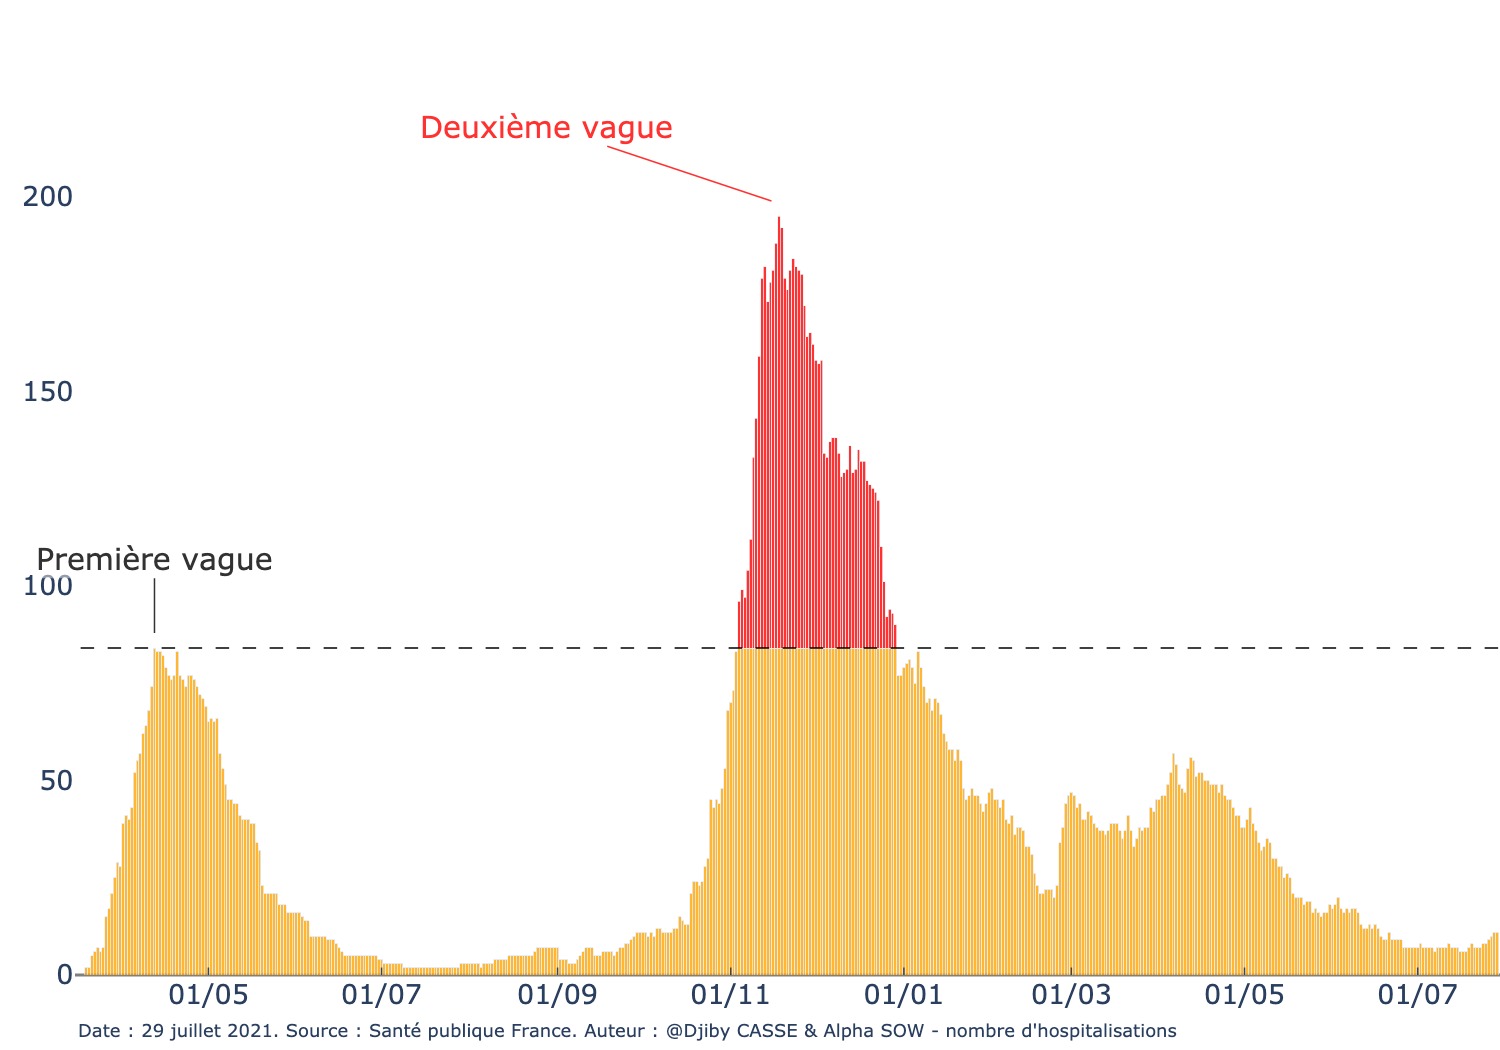 Deuxième vague
200
150
Première vague
100
50
0
01/05 01/07 01/09 01/11 01/01 01/03 01/05 01/07
Date : 29 juillet 2021. Source : Santé publique France. Auteur : @Djiby CASSE & Alpha SOW - nombre d'hospitalisations